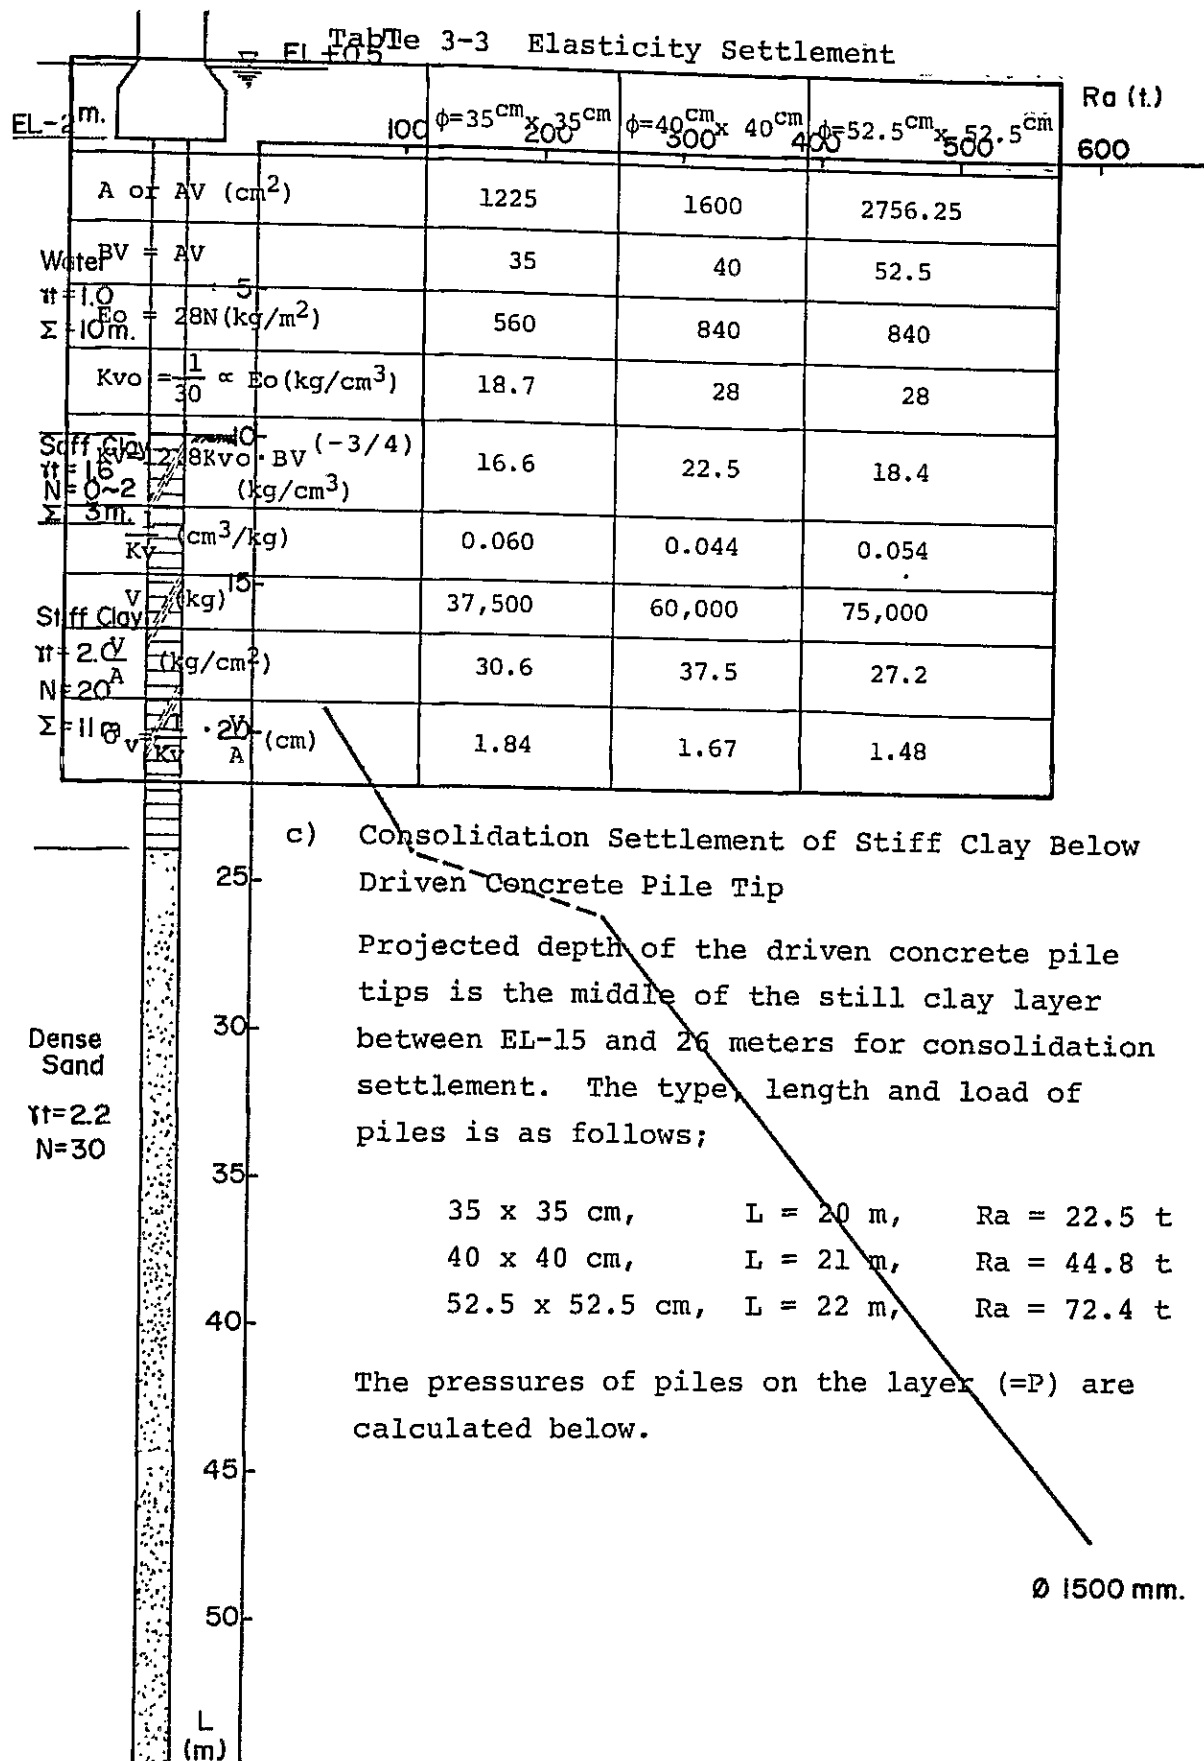 Table 3-3 Elasticity Settlement
EL +0.5
Ra (t.)
EL-2 m.
100 200 300 400 500 600
φ=35cm x 35cm φ=40cm x 40cm φ=52.5cm x 52.5cm
A or AV (cm²) 1225 1600 2756.25
BV = AV 35 40 52.5
Eo = 28N(kg/m²) 560 840 840
Kvo = 1/30 ∝ Eo(kg/cm³) 18.7 28 28
8Kvo·BV (-3/4) (kg/cm³) 16.6 22.5 18.4
1/Kv (cm³/kg) 0.060 0.044 0.054
V (kg) 37,500 60,000 75,000
V/A (kg/cm²) 30.6 37.5 27.2
1/Kv · V/A (cm) 1.84 1.67 1.48
Water
γt=1.0
Σ=10m.
Soft Clay
γt=1.6
N=0~2
Σ 3m.
Stiff Clay
γt=2.0
N=20
Σ=11m
Dense
Sand
γt=2.2
N=30
5
10
15
20
25
30
35
40
45
50
L
(m)
c) Consolidation Settlement of Stiff Clay Below
Driven Concrete Pile Tip
Projected depth of the driven concrete pile
tips is the middle of the still clay layer
between EL-15 and 26 meters for consolidation
settlement. The type, length and load of
piles is as follows;
35 x 35 cm, L = 20 m, Ra = 22.5 t
40 x 40 cm, L = 21 m, Ra = 44.8 t
52.5 x 52.5 cm, L = 22 m, Ra = 72.4 t
The pressures of piles on the layer (=P) are
calculated below.
Ø 1500 mm.